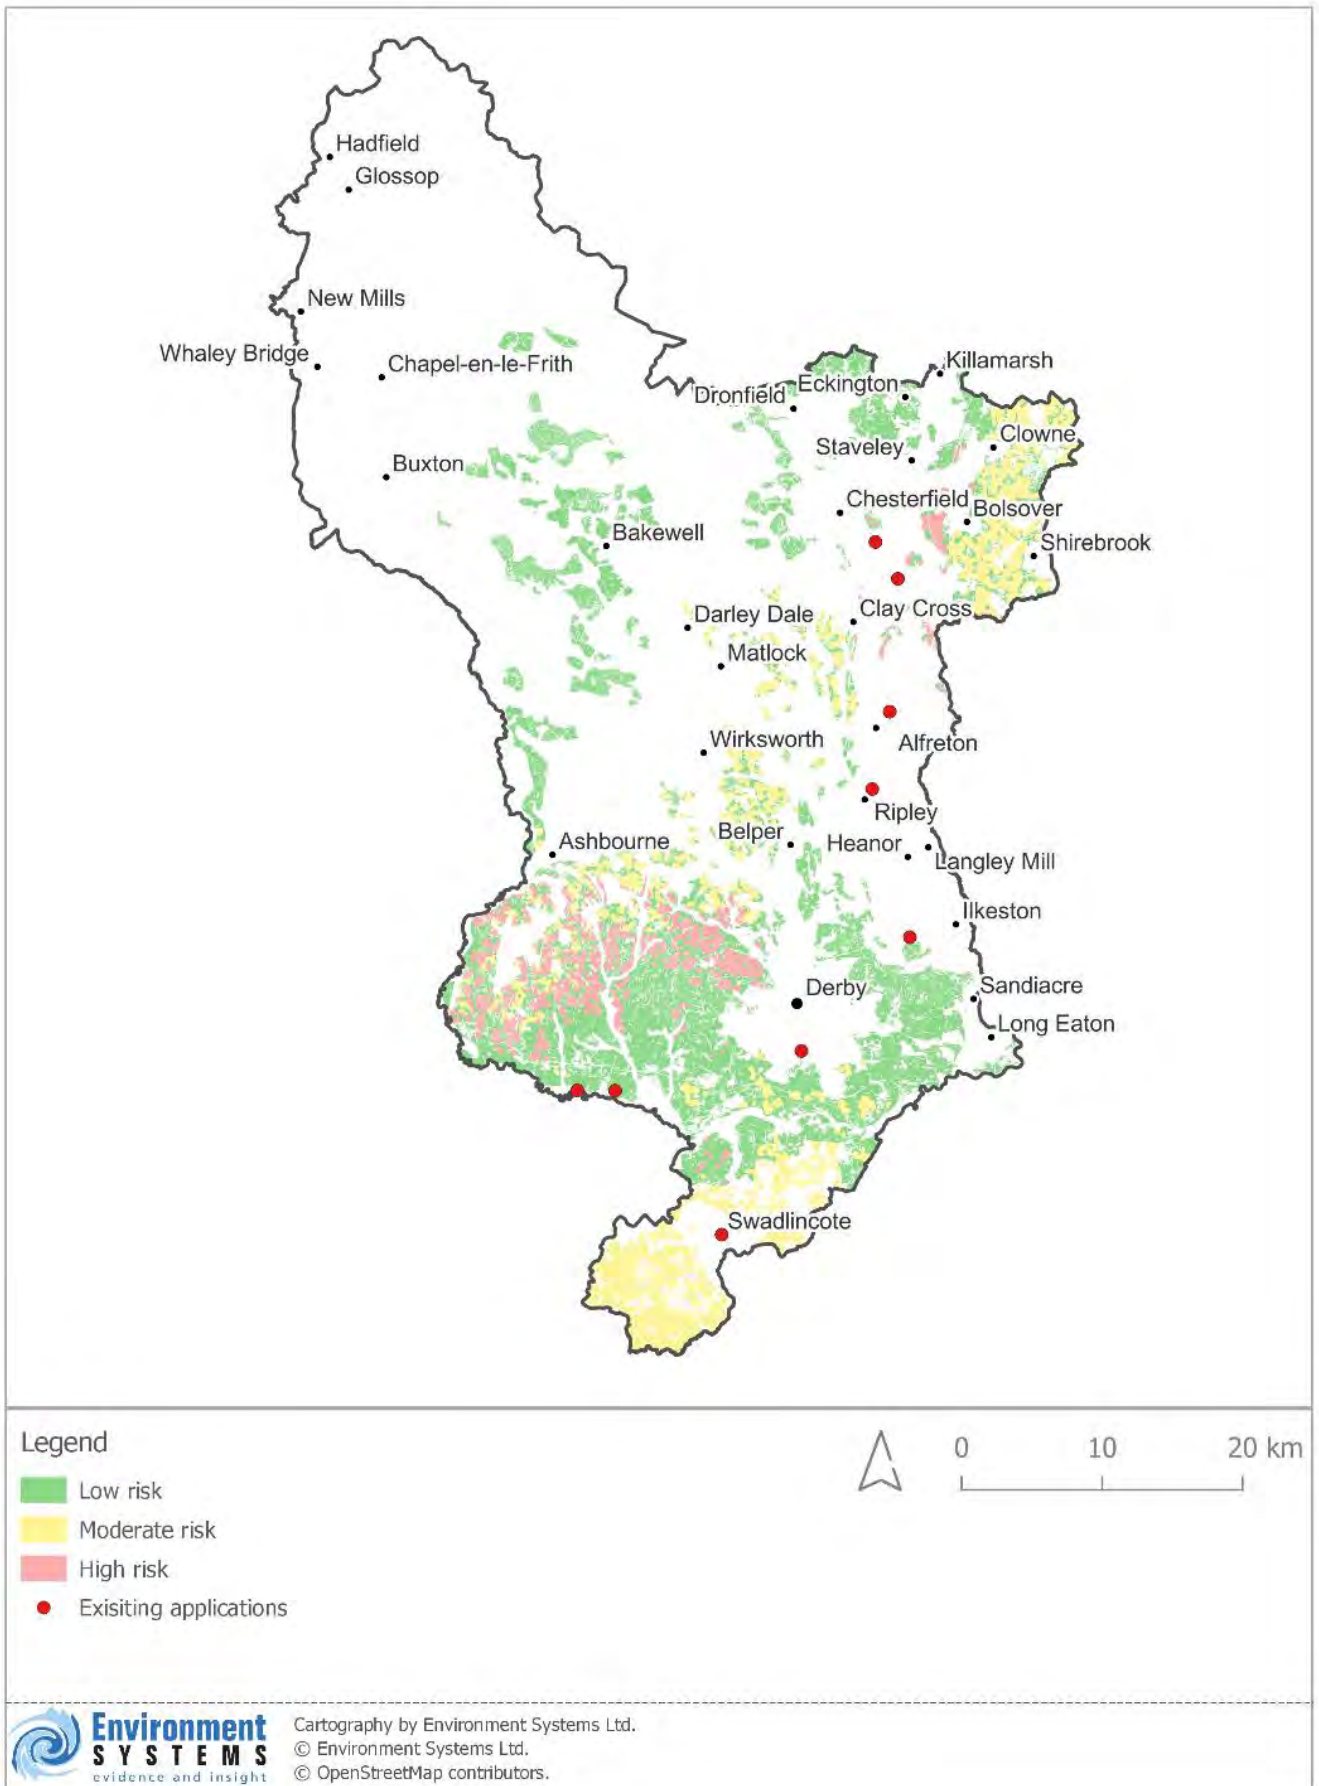 Hadfield
Glossop
New Mills
Whaley Bridge
Chapel-en-le-Frith
Killamarsh
Eckington
Dronfield
Clowne
Staveley
Buxton
Chesterfield
Bolsover
Bakewell
Shirebrook
Clay Cross
Darley Dale
Matlock
Wirksworth
Alfreton
Ripley
Belper
Heanor
Ashbourne
Langley Mill
Ilkeston
Derby
Sandiacre
Long Eaton
Swadlincote
Legend
Low risk
Moderate risk
High risk
Exisiting applications
0 10 20 km
Environment
SYSTEMS
evidence and insight
Cartography by Environment Systems Ltd.
© Environment Systems Ltd.
© OpenStreetMap contributors.